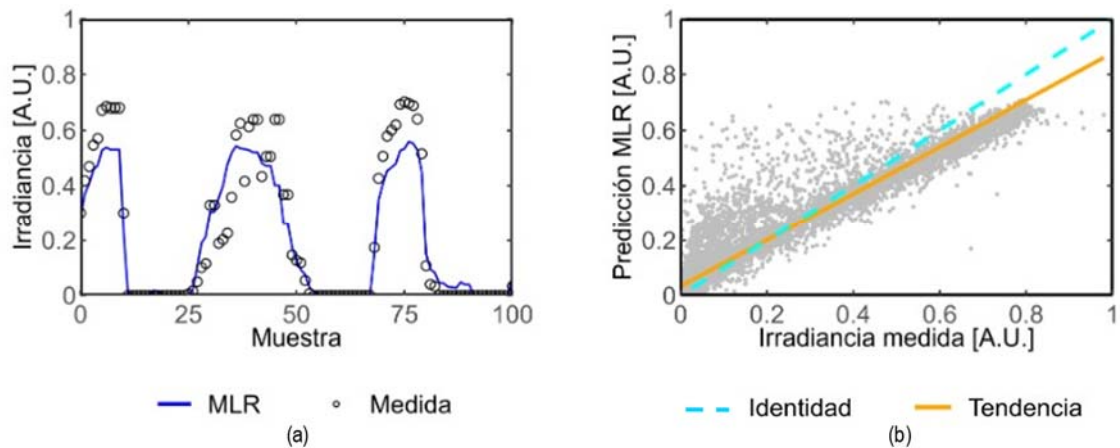 Irradiancia [A.U.]
1
0.8
0.6
0.4
0.2
0
0 25 50 75 100
Muestra
MLR Medida
(a)
Predicción MLR [A.U.]
1
0.8
0.6
0.4
0.2
0
0 0.2 0.4 0.6 0.8 1
Irradiancia medida [A.U.]
Identidad Tendencia
(b)